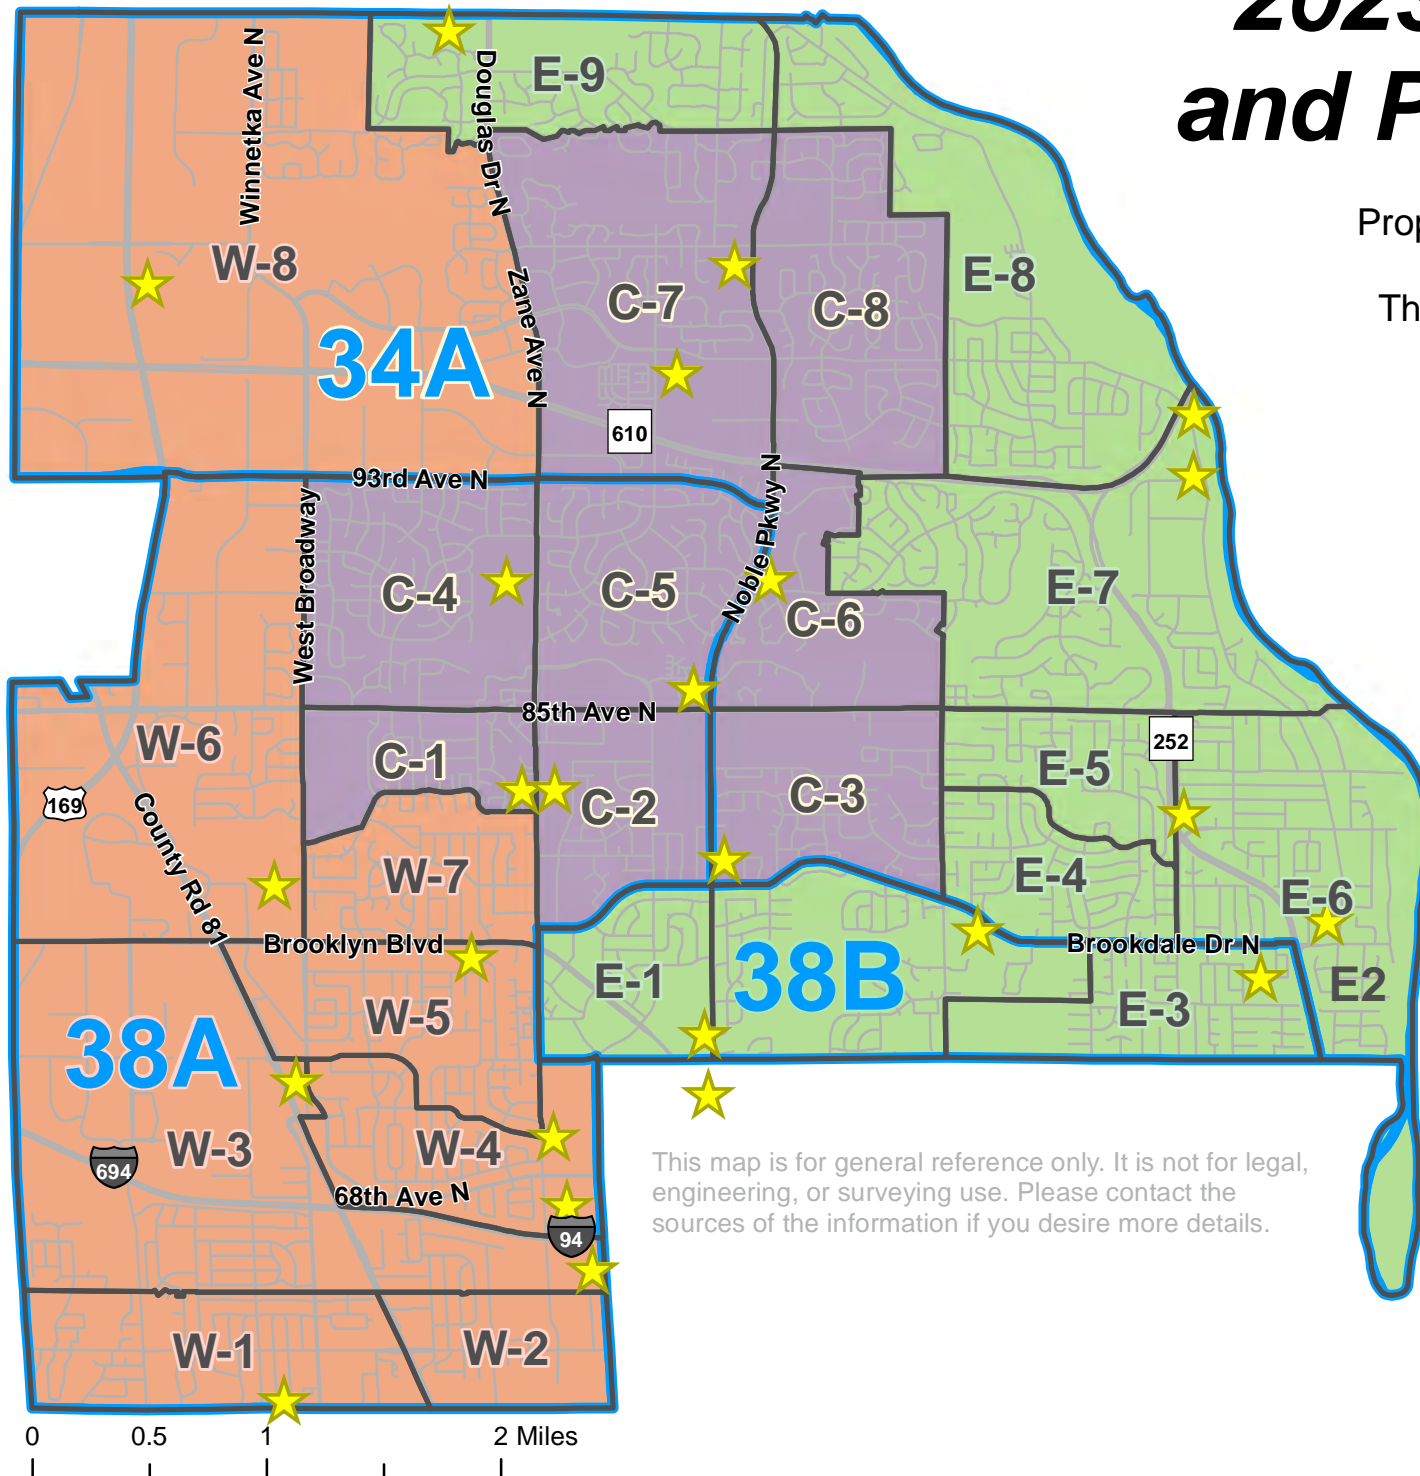 2023
and P
Prop
Th
Winnetka Ave N
Douglas Dr N
E-9
W-8
34A
Zane Ave N
C-7
C-8
E-8
610
93rd Ave N
West Broadway
Noble Pkwy N
C-4
C-5
C-6
E-7
85th Ave N
W-6
C-1
C-2
C-3
E-5
252
169
County Rd 81
W-7
E-4
E-6
Brooklyn Blvd
Brookdale Dr N
E-1
38B
E-3
E2
W-5
38A
W-3
W-4
694
68th Ave N
94
This map is for general reference only. It is not for legal,
engineering, or surveying use. Please contact the
sources of the information if you desire more details.
W-1
W-2
0 0.5 1 2 Miles